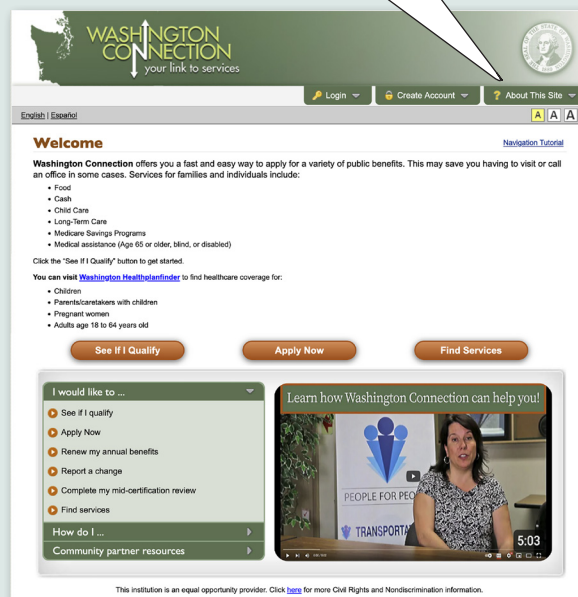 WASHINGTON
CONNECTION
your link to services
Login
Create Account
? About This Site
English | Español
A A A
Welcome
Navigation Tutorial
Washington Connection offers you a fast and easy way to apply for a variety of public benefits. This may save you having to visit or call
an office in some cases. Services for families and individuals include:
• Food
• Cash
• Child Care
• Long-Term Care
• Medicare Savings Programs
• Medical assistance (Age 65 or older, blind, or disabled)
Click the "See If I Qualify" button to get started.
You can visit Washington Healthplanfinder to find healthcare coverage for:
• Children
• Parents/caretakers with children
• Pregnant women
• Adults age 18 to 64 years old
See If I Qualify
Apply Now
Find Services
I would like to ...
See if I qualify
Apply Now
Renew my annual benefits
Report a change
Complete my mid-certification review
Find services
How do I ...
Community partner resources
Learn how Washington Connection can help you!
PEOPLE FOR PEO
TRANSPORTA
5:03
This institution is an equal opportunity provider. Click here for more Civil Rights and Nondiscrimination information.